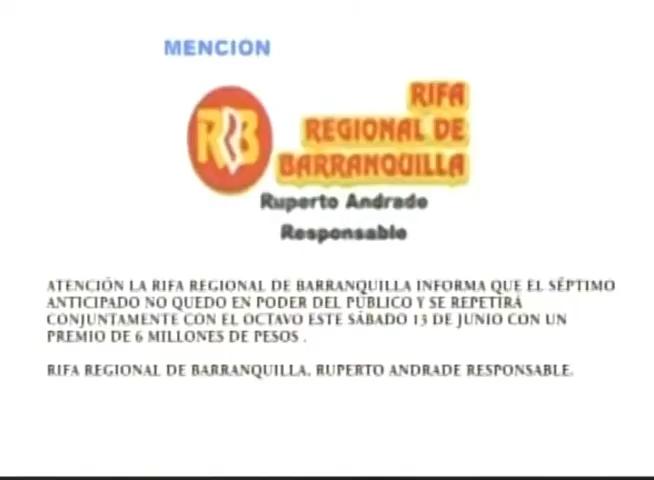 MENCION
RB
RIFA
REGIONAL DE
BARRANQUILLA
Ruperto Andrade
Responsable
ATENCIÓN LA RIFA REGIONAL DE BARRANQUILLA INFORMA QUE EL SÉPTIMO
ANTICIPADO NO QUEDO EN PODER DEL PÚBLICO Y SE REPETIRÁ
CONJUNTAMENTE CON EL OCTAVO ESTE SÁBADO 13 DE JUNIO CON UN
PREMIO DE 6 MILLONES DE PESOS .
RIFA REGIONAL DE BARRANQUILLA. RUPERTO ANDRADE RESPONSABLE.